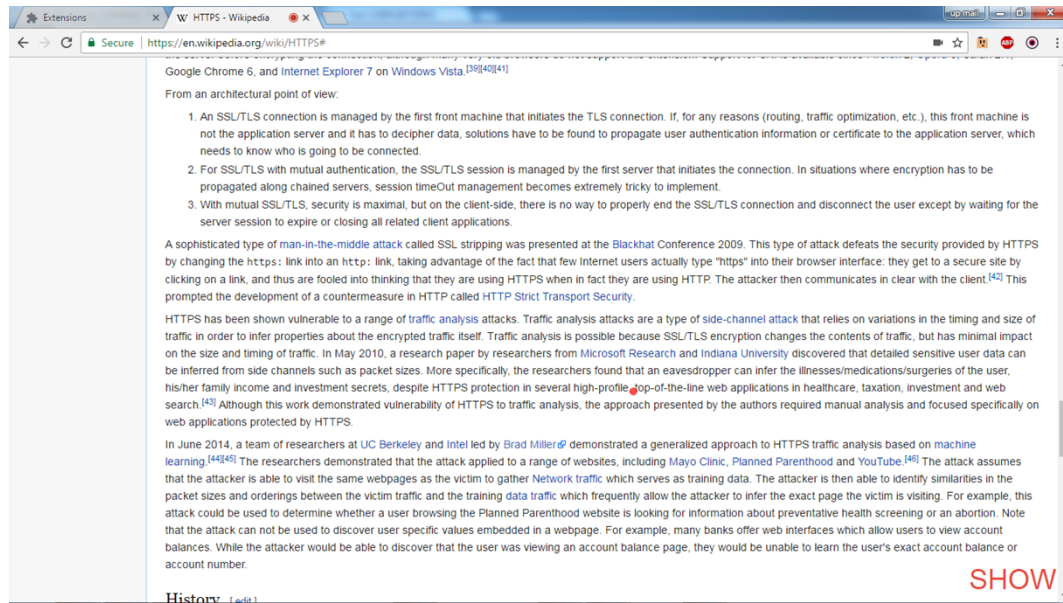 Extensions
HTTPS - Wikipedia
up mall
Secure
https://en.wikipedia.org/wiki/HTTPS#
ABP
Google Chrome 6, and Internet Explorer 7 on Windows Vista.[39][40][41]
From an architectural point of view:
1. An SSL/TLS connection is managed by the first front machine that initiates the TLS connection. If, for any reasons (routing, traffic optimization, etc.), this front machine is
not the application server and it has to decipher data, solutions have to be found to propagate user authentication information or certificate to the application server, which
needs to know who is going to be connected.
2. For SSL/TLS with mutual authentication, the SSL/TLS session is managed by the first server that initiates the connection. In situations where encryption has to be
propagated along chained servers, session timeOut management becomes extremely tricky to implement.
3. With mutual SSL/TLS, security is maximal, but on the client-side, there is no way to properly end the SSL/TLS connection and disconnect the user except by waiting for the
server session to expire or closing all related client applications.
A sophisticated type of man-in-the-middle attack called SSL stripping was presented at the Blackhat Conference 2009. This type of attack defeats the security provided by HTTPS
by changing the https: link into an http: link, taking advantage of the fact that few Internet users actually type "https" into their browser interface: they get to a secure site by
clicking on a link, and thus are fooled into thinking that they are using HTTPS when in fact they are using HTTP. The attacker then communicates in clear with the client.[42] This
prompted the development of a countermeasure in HTTP called HTTP Strict Transport Security.
HTTPS has been shown vulnerable to a range of traffic analysis attacks. Traffic analysis attacks are a type of side-channel attack that relies on variations in the timing and size of
traffic in order to infer properties about the encrypted traffic itself. Traffic analysis is possible because SSL/TLS encryption changes the contents of traffic, but has minimal impact
on the size and timing of traffic. In May 2010, a research paper by researchers from Microsoft Research and Indiana University discovered that detailed sensitive user data can
be inferred from side channels such as packet sizes. More specifically, the researchers found that an eavesdropper can infer the illnesses/medications/surgeries of the user,
his/her family income and investment secrets, despite HTTPS protection in several high-profile, top-of-the-line web applications in healthcare, taxation, investment and web
search.[43] Although this work demonstrated vulnerability of HTTPS to traffic analysis, the approach presented by the authors required manual analysis and focused specifically on
web applications protected by HTTPS.
In June 2014, a team of researchers at UC Berkeley and Intel led by Brad Miller demonstrated a generalized approach to HTTPS traffic analysis based on machine
learning.[44][45] The researchers demonstrated that the attack applied to a range of websites, including Mayo Clinic, Planned Parenthood and YouTube.[46] The attack assumes
that the attacker is able to visit the same webpages as the victim to gather Network traffic which serves as training data. The attacker is then able to identify similarities in the
packet sizes and orderings between the victim traffic and the training data traffic which frequently allow the attacker to infer the exact page the victim is visiting. For example, this
attack could be used to determine whether a user browsing the Planned Parenthood website is looking for information about preventative health screening or an abortion. Note
that the attack can not be used to discover user specific values embedded in a webpage. For example, many banks offer web interfaces which allow users to view account
balances. While the attacker would be able to discover that the user was viewing an account balance page, they would be unable to learn the user's exact account balance or
account number.
SHOW
History [edit]